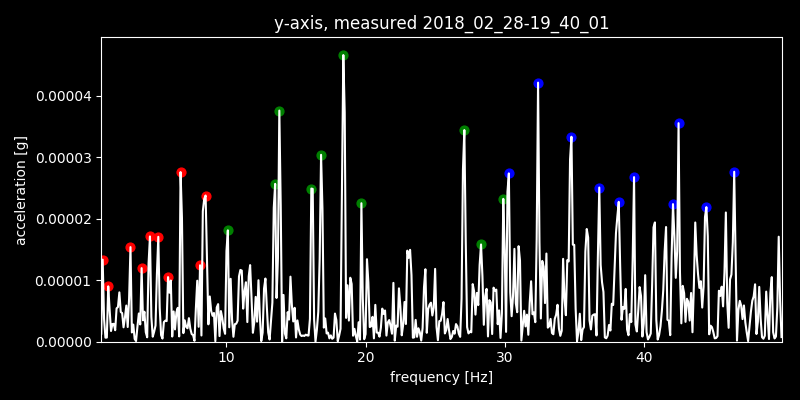 y-axis, measured 2018_02_28-19_40_01
acceleration [g]
0.00004
0.00003
0.00002
0.00001
0.00000
10 20 30 40
frequency [Hz]